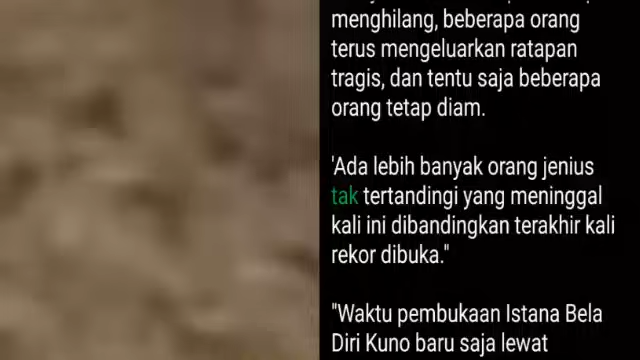 menghilang, beberapa orang
terus mengeluarkan ratapan
tragis, dan tentu saja beberapa
orang tetap diam.
'Ada lebih banyak orang jenius
tak tertandingi yang meninggal
kali ini dibandingkan terakhir kali
rekor dibuka."
"Waktu pembukaan Istana Bela
Diri Kuno baru saja lewat